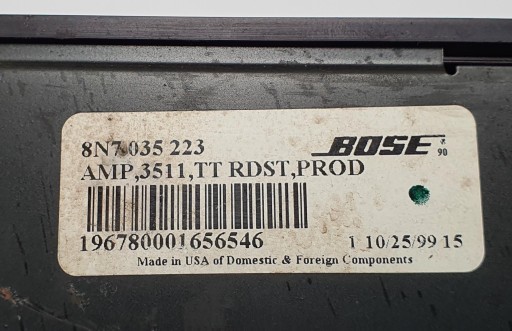 8N7 035 223 BOSE ® 90
AMP,3511,TT RDST,PROD
196780001656546 1 10/25/99 15
Made in USA of Domestic & Foreign Components